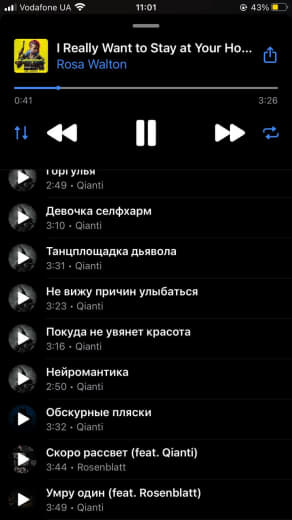 Vodafone UA
11:01
43%
I Really Want to Stay at Your Ho...
Rosa Walton
0:41
3:26
Горгулья
2:49 • Qianti
Девочка селфхарм
3:10 • Qianti
Танцплощадка дьявола
3:31 • Qianti
Не вижу причин улыбаться
3:23 • Qianti
Покуда не увянет красота
3:16 • Qianti
Нейромантика
2:50 • Qianti
Обскурные пляски
3:32 • Qianti
Скоро рассвет (feat. Qianti)
3:44 • Rosenblatt
Умру один (feat. Rosenblatt)
3:49 • Qianti